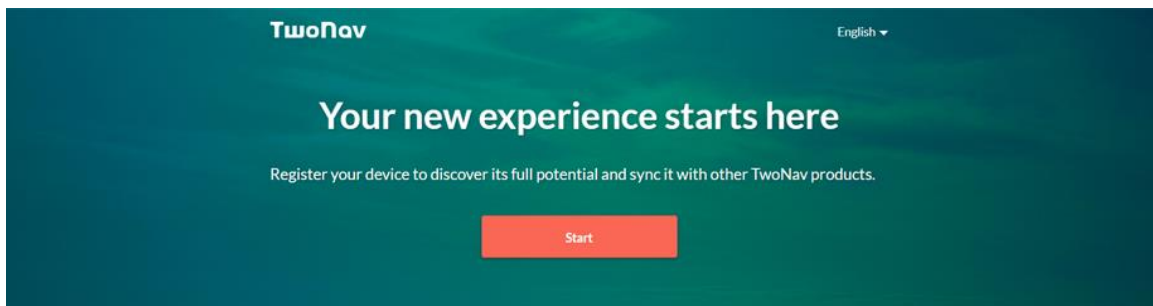 TwoNav
English
Your new experience starts here
Register your device to discover its full potential and sync it with other TwoNav products.
Start